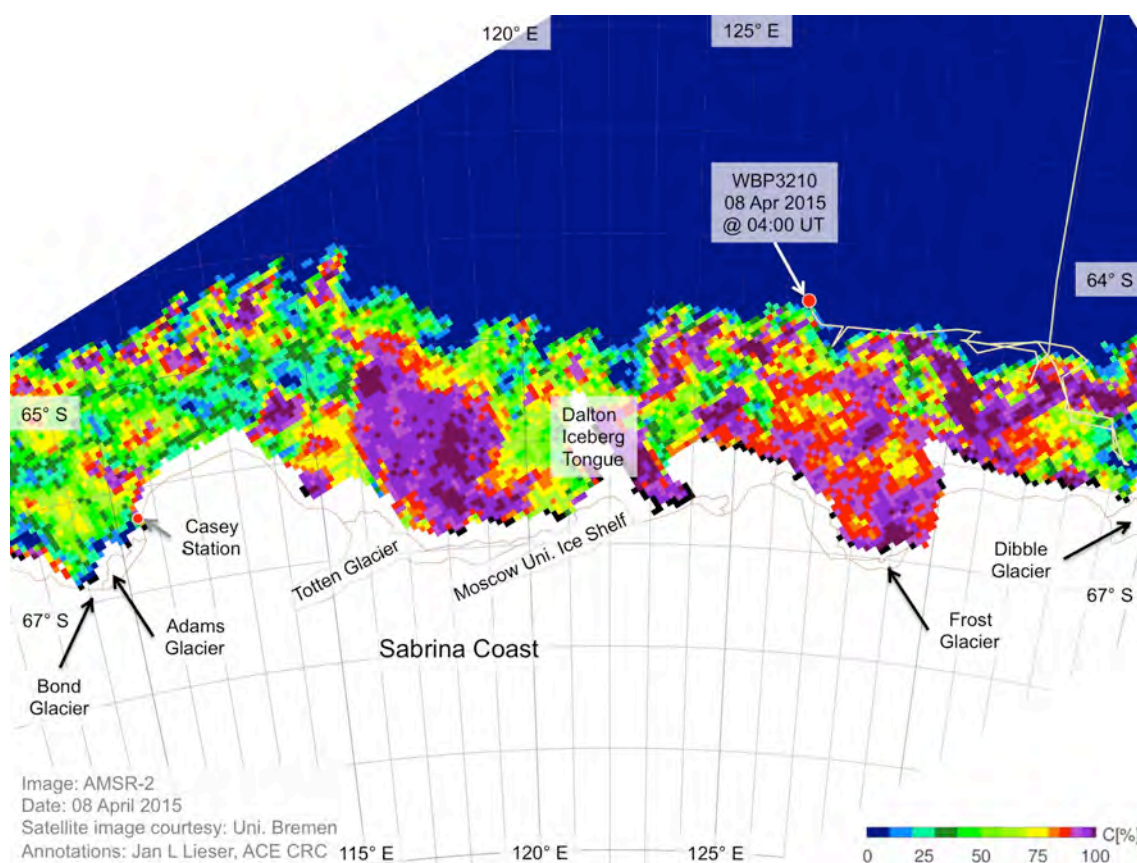 120° E
125° E
WBP3210
08 Apr 2015
@ 04:00 UT
64° S
65° S
Dalton
Iceberg
Tongue
Casey
Station
Totten Glacier
Moscow Uni. Ice Shelf
Dibble
Glacier
67° S
67° S
Adams
Glacier
Frost
Glacier
Sabrina Coast
Bond
Glacier
Image: AMSR-2
Date: 08 April 2015
Satellite image courtesy: Uni. Bremen
Annotations: Jan L Lieser, ACE CRC
115° E
120° E
125° E
C[%]
0 25 50 75 100